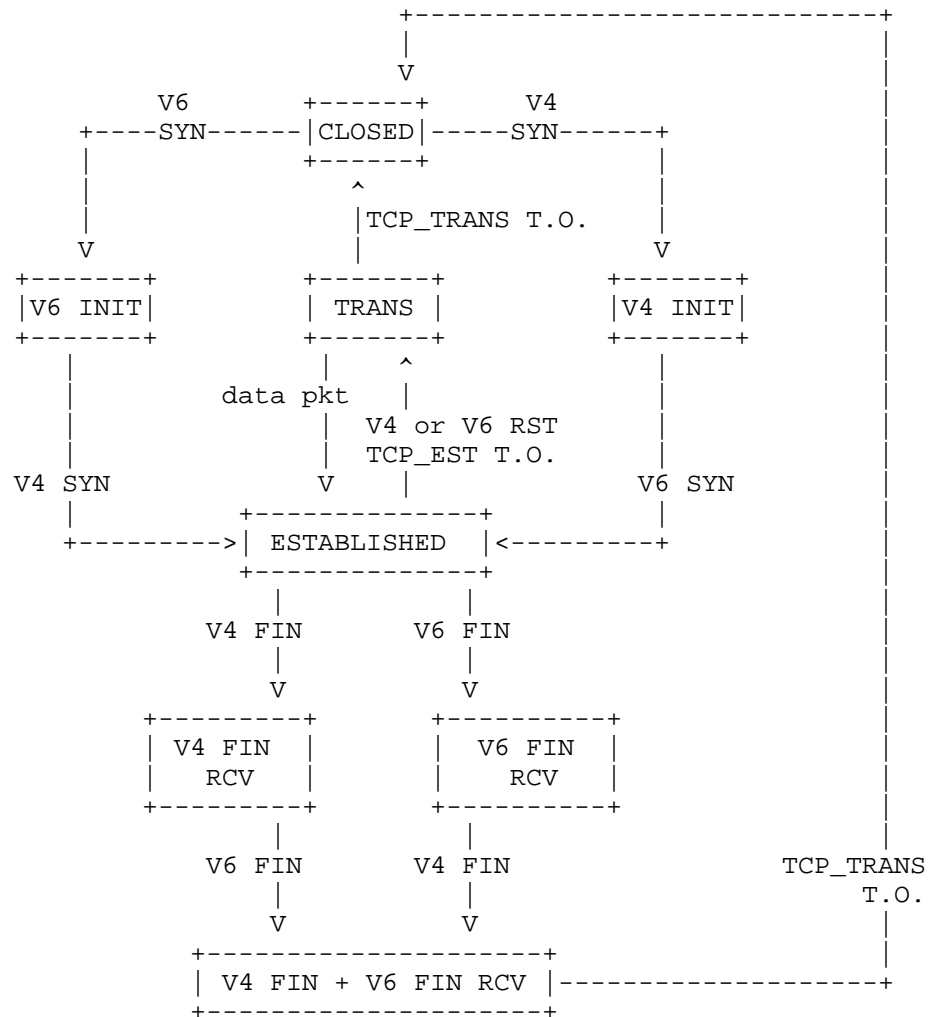 V6 V4
SYN CLOSED SYN
TCP_TRANS T.O.
V V
V6 INIT TRANS V4 INIT
data pkt
V4 or V6 RST
TCP_EST T.O.
V4 SYN V6 SYN
ESTABLISHED
V4 FIN V6 FIN
V4 FIN V6 FIN
RCV RCV
V6 FIN V4 FIN
TCP_TRANS
T.O.
V4 FIN + V6 FIN RCV